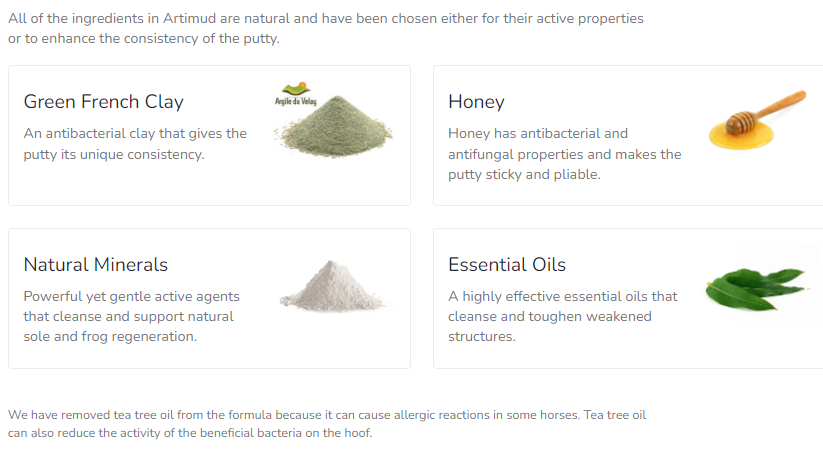 All of the ingredients in Artimud are natural and have been chosen either for their active properties
or to enhance the consistency of the putty.
Green French Clay
An antibacterial clay that gives the
putty its unique consistency.
Argile du Velay
Honey
Honey has antibacterial and
antifungal properties and makes the
putty sticky and pliable.
Natural Minerals
Powerful yet gentle active agents
that cleanse and support natural
sole and frog regeneration.
Essential Oils
A highly effective essential oils that
cleanse and toughen weakened
structures.
We have removed tea tree oil from the formula because it can cause allergic reactions in some horses. Tea tree oil
can also reduce the activity of the beneficial bacteria on the hoof.